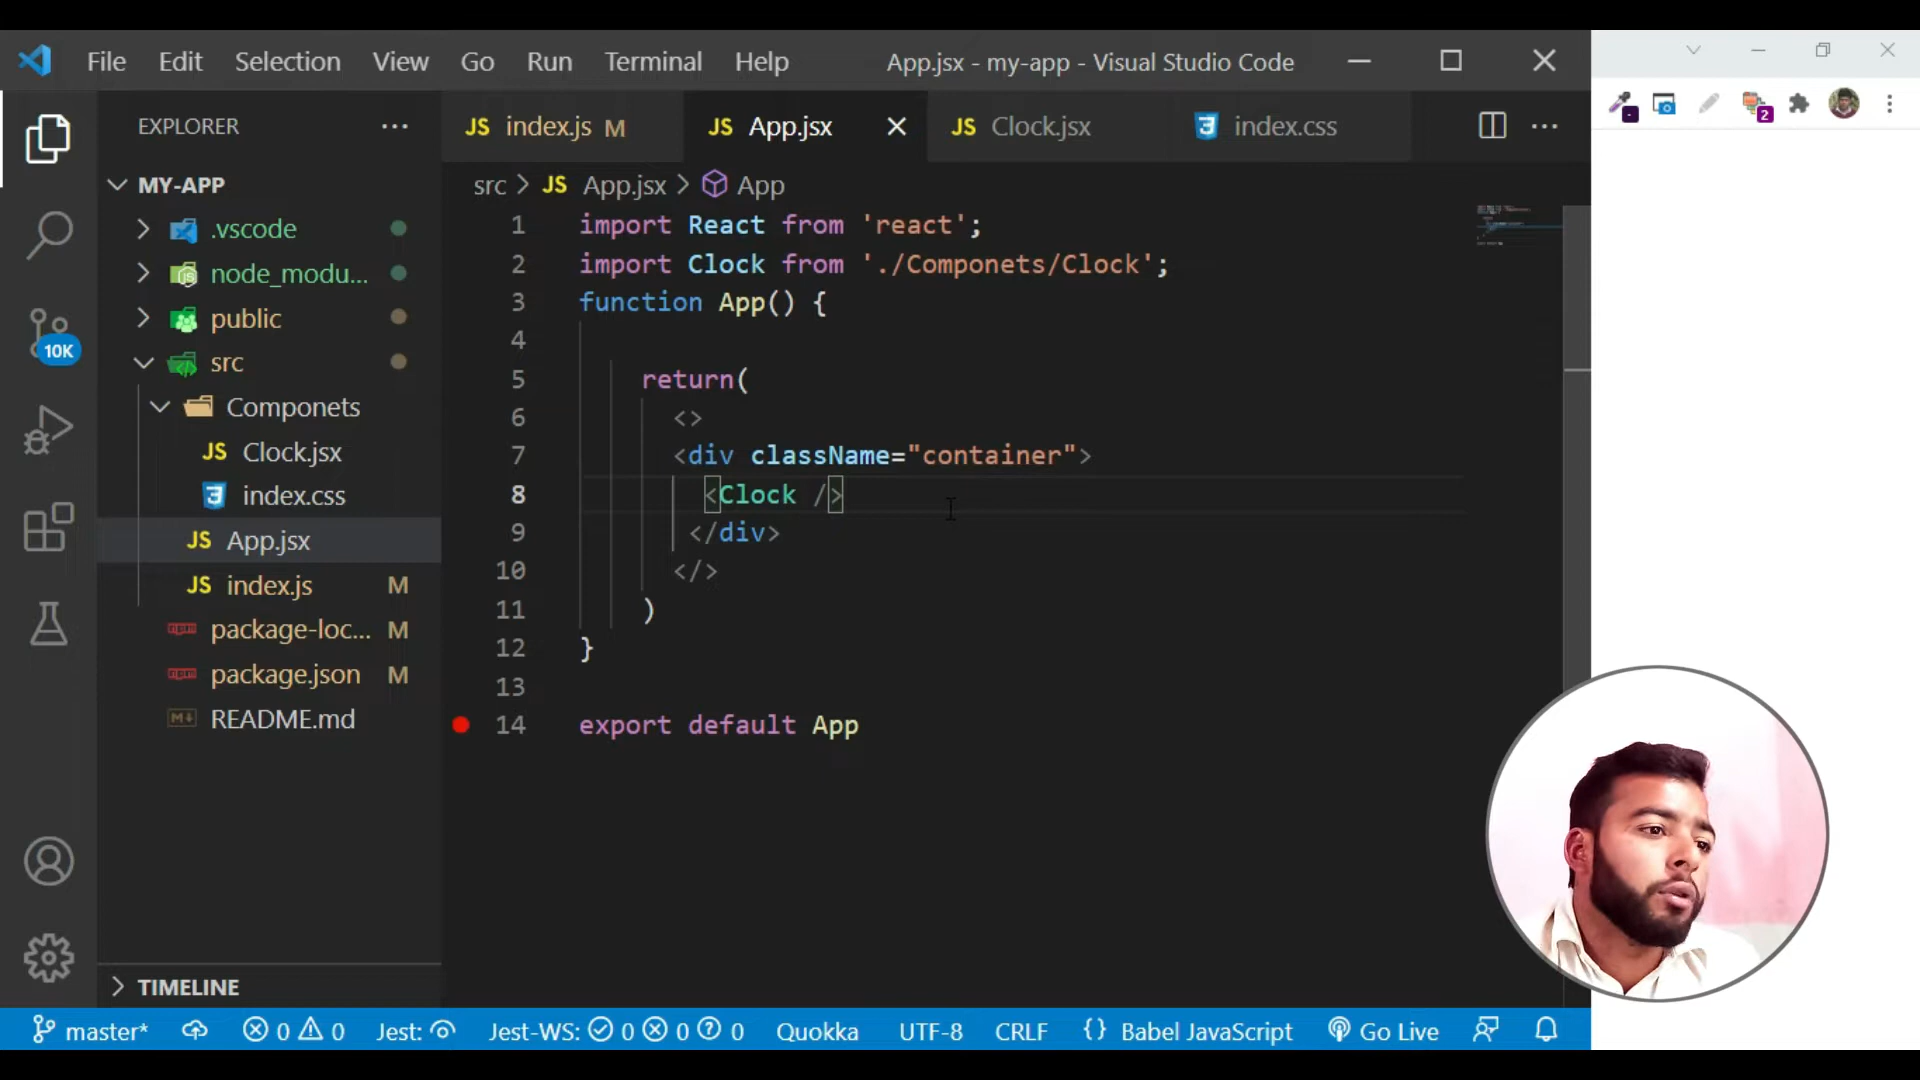 File Edit Selection View Go Run Terminal Help App.jsx - my-app - Visual Studio Code
EXPLORER ...
JS index.js M JS App.jsx JS Clock.jsx index.css
2
MY-APP
src > JS App.jsx > App
.vscode
node_modu...
public
src
Componets
JS Clock.jsx
index.css
JS App.jsx
JS index.js M
package-loc... M
package.json M
README.md
10K
1 import React from 'react';
2 import Clock from './Componets/Clock';
3 function App() {
4
5 return(
6 <>
7 <div className="container">
8 <Clock />
9 </div>
10 </>
11 )
12 }
13
14 export default App
TIMELINE
master* 0 0 Jest: Jest-WS: 0 0 0 Quokka UTF-8 CRLF {} Babel JavaScript Go Live